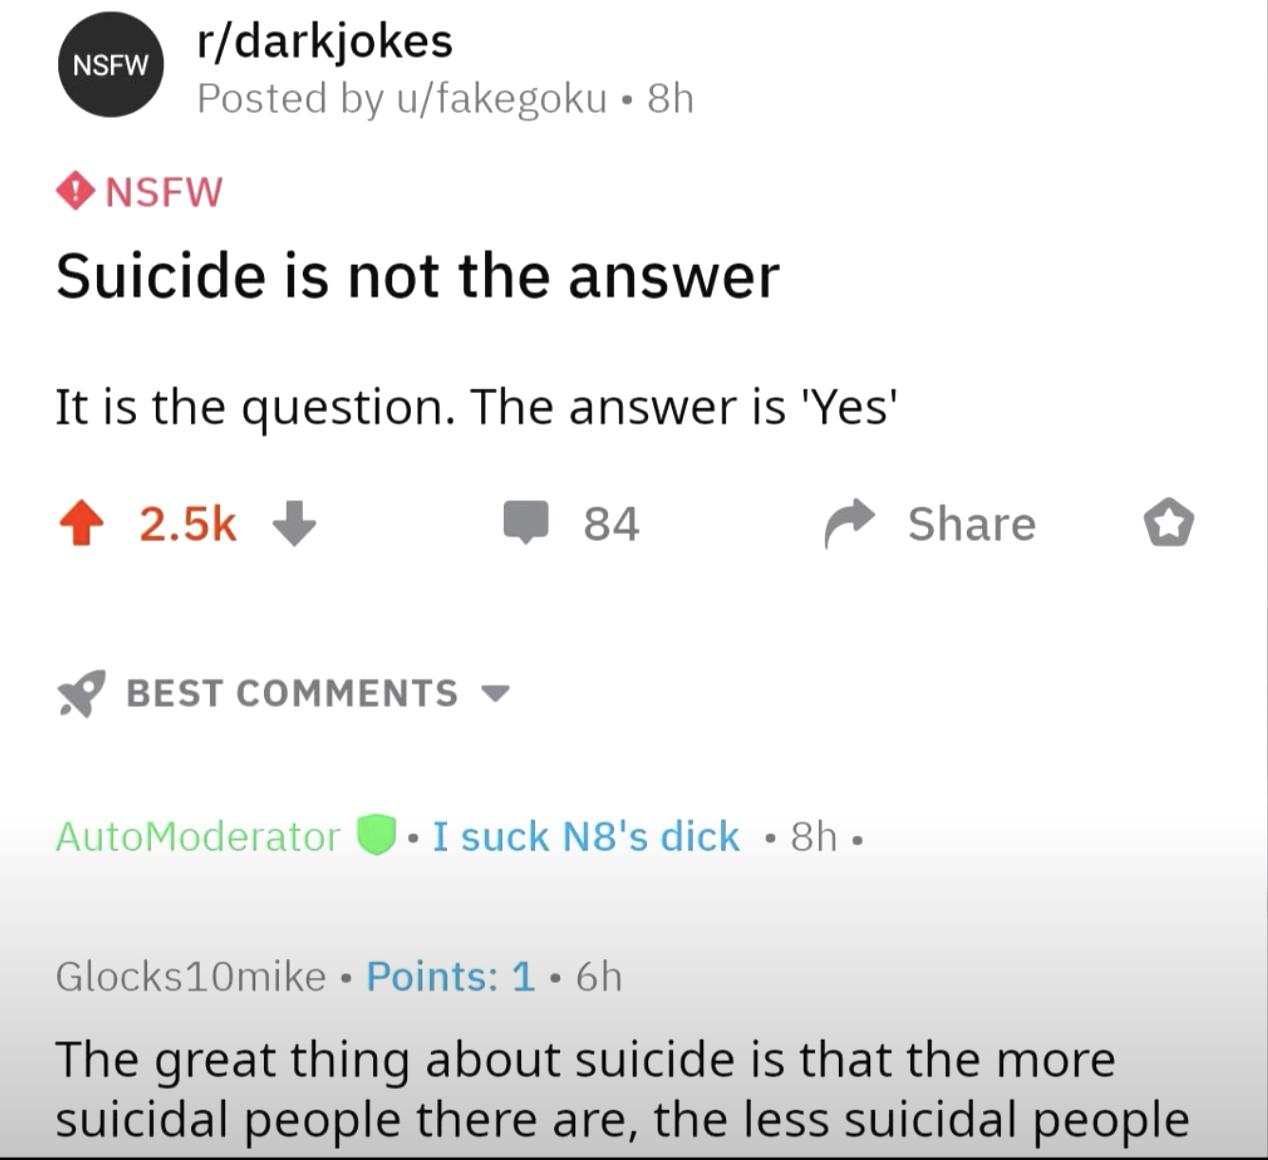 NSFW
r/darkjokes
Posted by u/fakegoku • 8h
NSFW
Suicide is not the answer
It is the question. The answer is 'Yes'
2.5k 84 Share
BEST COMMENTS
AutoModerator • I suck N8's dick • 8h •
Glocks10mike • Points: 1 • 6h
The great thing about suicide is that the more
suicidal people there are, the less suicidal people